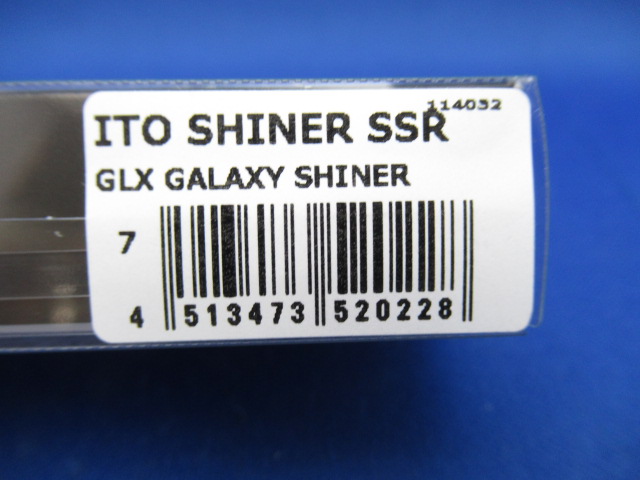 114032
ITO SHINER SSR
GLX GALAXY SHINER
7
4 513473 520228